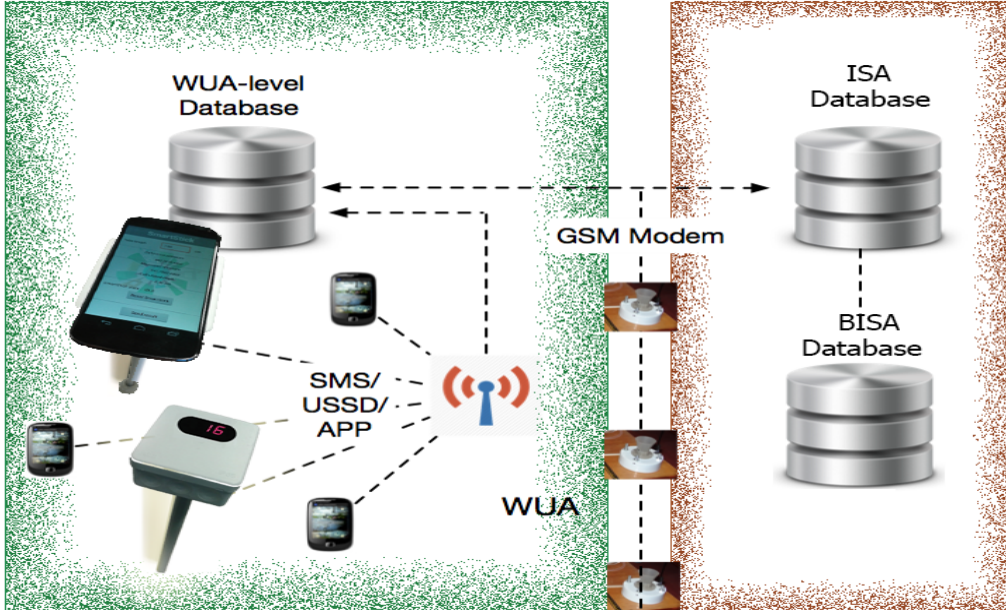 WUA-level
Database
ISA
Database
GSM Modem
BISA
Database
SMS/
USSD/
APP
16
WUA